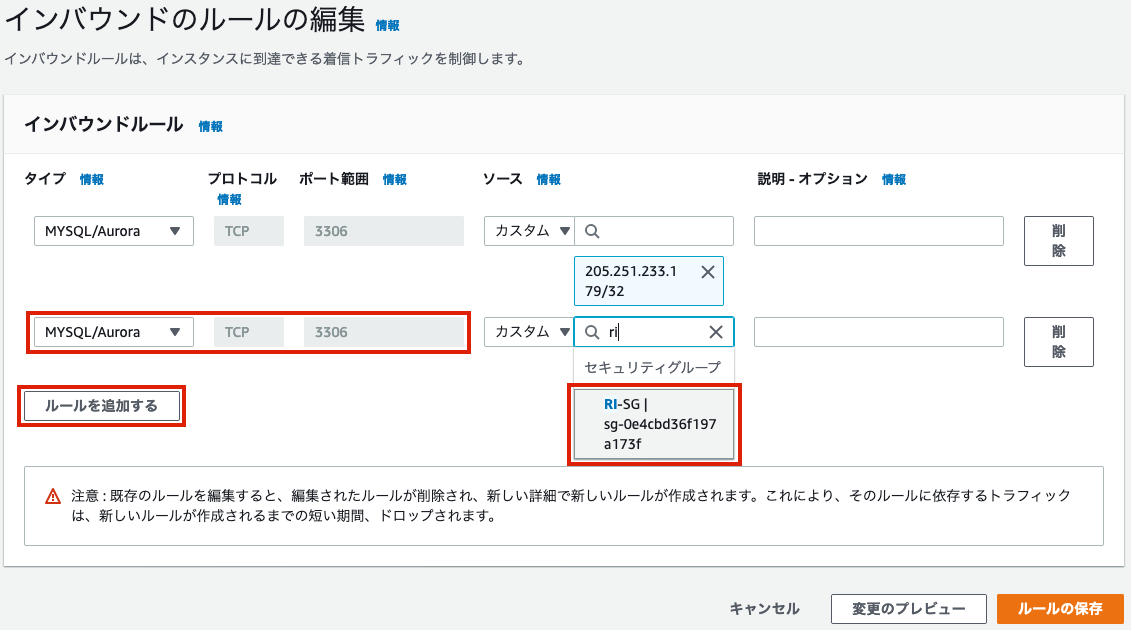 インバウンドのルールの編集 情報
インバウンドルールは、インスタンスに到達できる着信トラフィックを制御します。
インバウンドルール 情報
タイプ 情報 プロトコル ポート範囲 情報 ソース 情報 説明 - オプション 情報
情報
MYSQL/Aurora TCP 3306 カスタム 削
除
205.251.233.1
79/32
MYSQL/Aurora TCP 3306 カスタム ri 削
除
セキュリティグループ
ルールを追加する
RI-SG |
sg-0e4cbd36f197
a173f
注意 : 既存のルールを編集すると、編集されたルールが削除され、新しい詳細で新しいルールが作成されます。これにより、そのルールに依存するトラフィック
は、新しいルールが作成されるまでの短い期間、ドロップされます。
キャンセル 変更のプレビュー ルールの保存